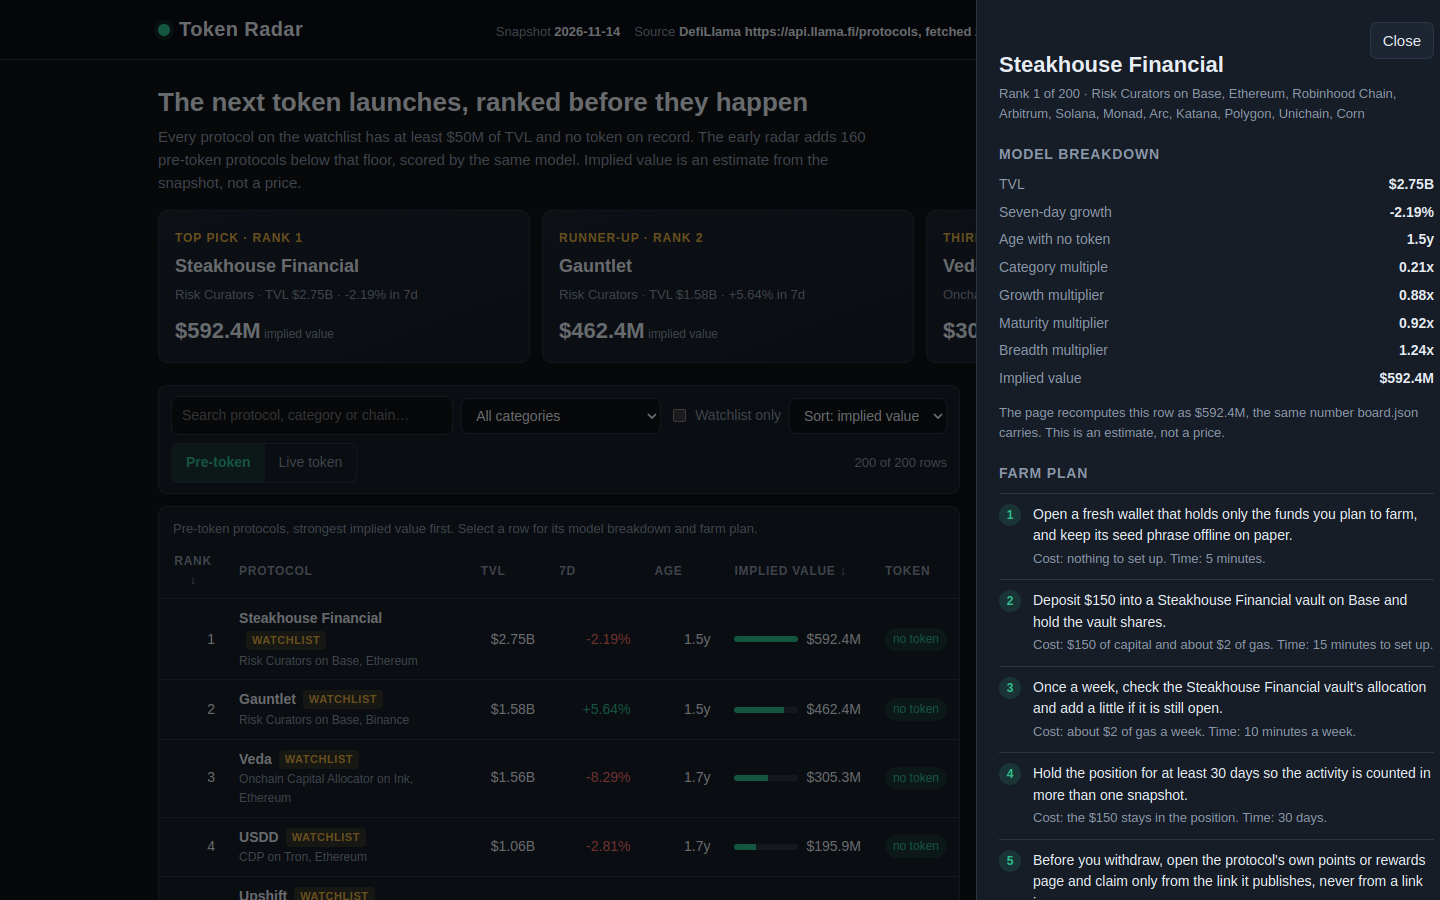 Token Radar
Snapshot 2026-11-14 Source DefiLlama https://api.llama.fi/protocols, fetched
The next token launches, ranked before they happen
Every protocol on the watchlist has at least $50M of TVL and no token on record. The early radar adds 160
pre-token protocols below that floor, scored by the same model. Implied value is an estimate from the
snapshot, not a price.
TOP PICK · RANK 1
Steakhouse Financial
Risk Curators · TVL $2.75B · -2.19% in 7d
$592.4M implied value
RUNNER-UP · RANK 2
Gauntlet
Risk Curators · TVL $1.58B · +5.64% in 7d
$462.4M implied value
Search protocol, category or chain…
All categories
Watchlist only
Sort: implied value
Pre-token
Live token
200 of 200 rows
Pre-token protocols, strongest implied value first. Select a row for its model breakdown and farm plan.
RANK ↓ PROTOCOL TVL 7D AGE IMPLIED VALUE ↓ TOKEN
1 Steakhouse Financial WATCHLIST $2.75B -2.19% 1.5y $592.4M no token
Risk Curators on Base, Ethereum
2 Gauntlet WATCHLIST $1.58B +5.64% 1.5y $462.4M no token
Risk Curators on Base, Binance
3 Veda WATCHLIST $1.56B -8.29% 1.7y $305.3M no token
Onchain Capital Allocator on Ink,
Ethereum
4 USDD WATCHLIST $1.06B -2.81% 1.7y $195.9M no token
CDP on Tron, Ethereum
Upshift WATCHLIST
Close
Steakhouse Financial
Rank 1 of 200 · Risk Curators on Base, Ethereum, Robinhood Chain,
Arbitrum, Solana, Monad, Arc, Katana, Polygon, Unichain, Corn
MODEL BREAKDOWN
TVL $2.75B
Seven-day growth -2.19%
Age with no token 1.5y
Category multiple 0.21x
Growth multiplier 0.88x
Maturity multiplier 0.92x
Breadth multiplier 1.24x
Implied value $592.4M
The page recomputes this row as $592.4M, the same number board.json
carries. This is an estimate, not a price.
FARM PLAN
1 Open a fresh wallet that holds only the funds you plan to farm,
and keep its seed phrase offline on paper.
Cost: nothing to set up. Time: 5 minutes.
2 Deposit $150 into a Steakhouse Financial vault on Base and
hold the vault shares.
Cost: $150 of capital and about $2 of gas. Time: 15 minutes to set up.
3 Once a week, check the Steakhouse Financial vault's allocation
and add a little if it is still open.
Cost: about $2 of gas a week. Time: 10 minutes a week.
4 Hold the position for at least 30 days so the activity is counted in
more than one snapshot.
Cost: the $150 stays in the position. Time: 30 days.
5 Before you withdraw, open the protocol's own points or rewards
page and claim only from the link it publishes, never from a link